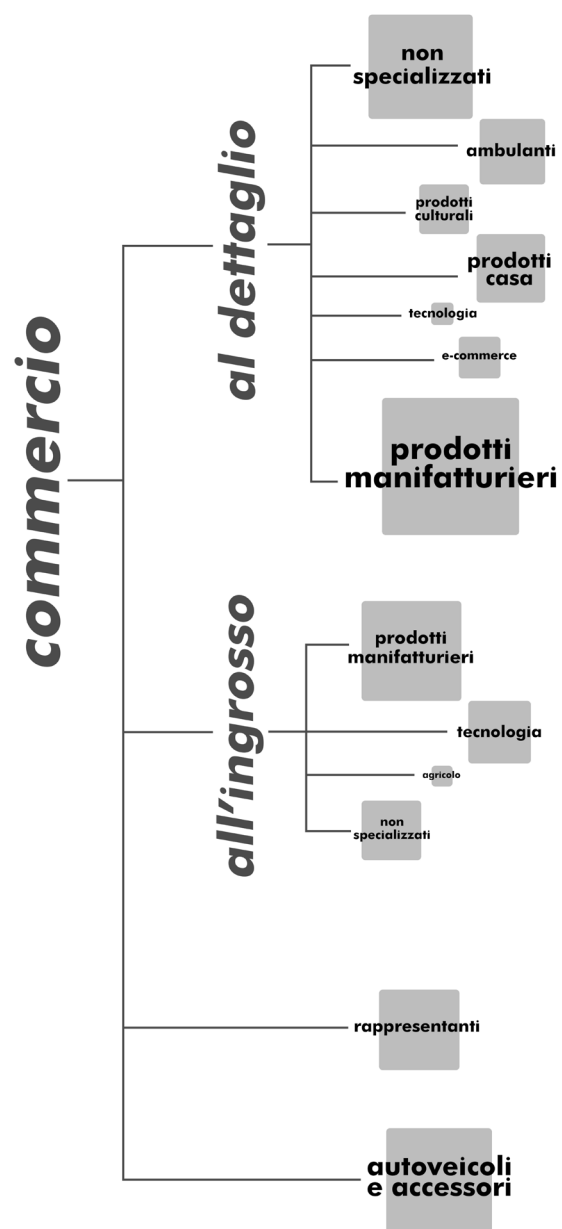 commercio
al dettaglio
non
specializzati
ambulanti
prodotti
culturali
prodotti
casa
tecnologia
e-commerce
prodotti
manifatturieri
all'ingrosso
prodotti
manifatturieri
tecnologia
agricolo
non
specializzati
rappresentanti
autoveicoli
e accessori